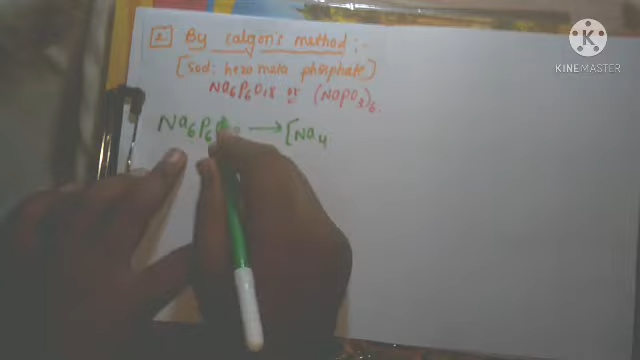 2 By calgon's method :-
[sod: hexa meta phosphate]
Na6P6O18 or (NaPO3)6.
Na6P6 → [Na4
KINEMASTER